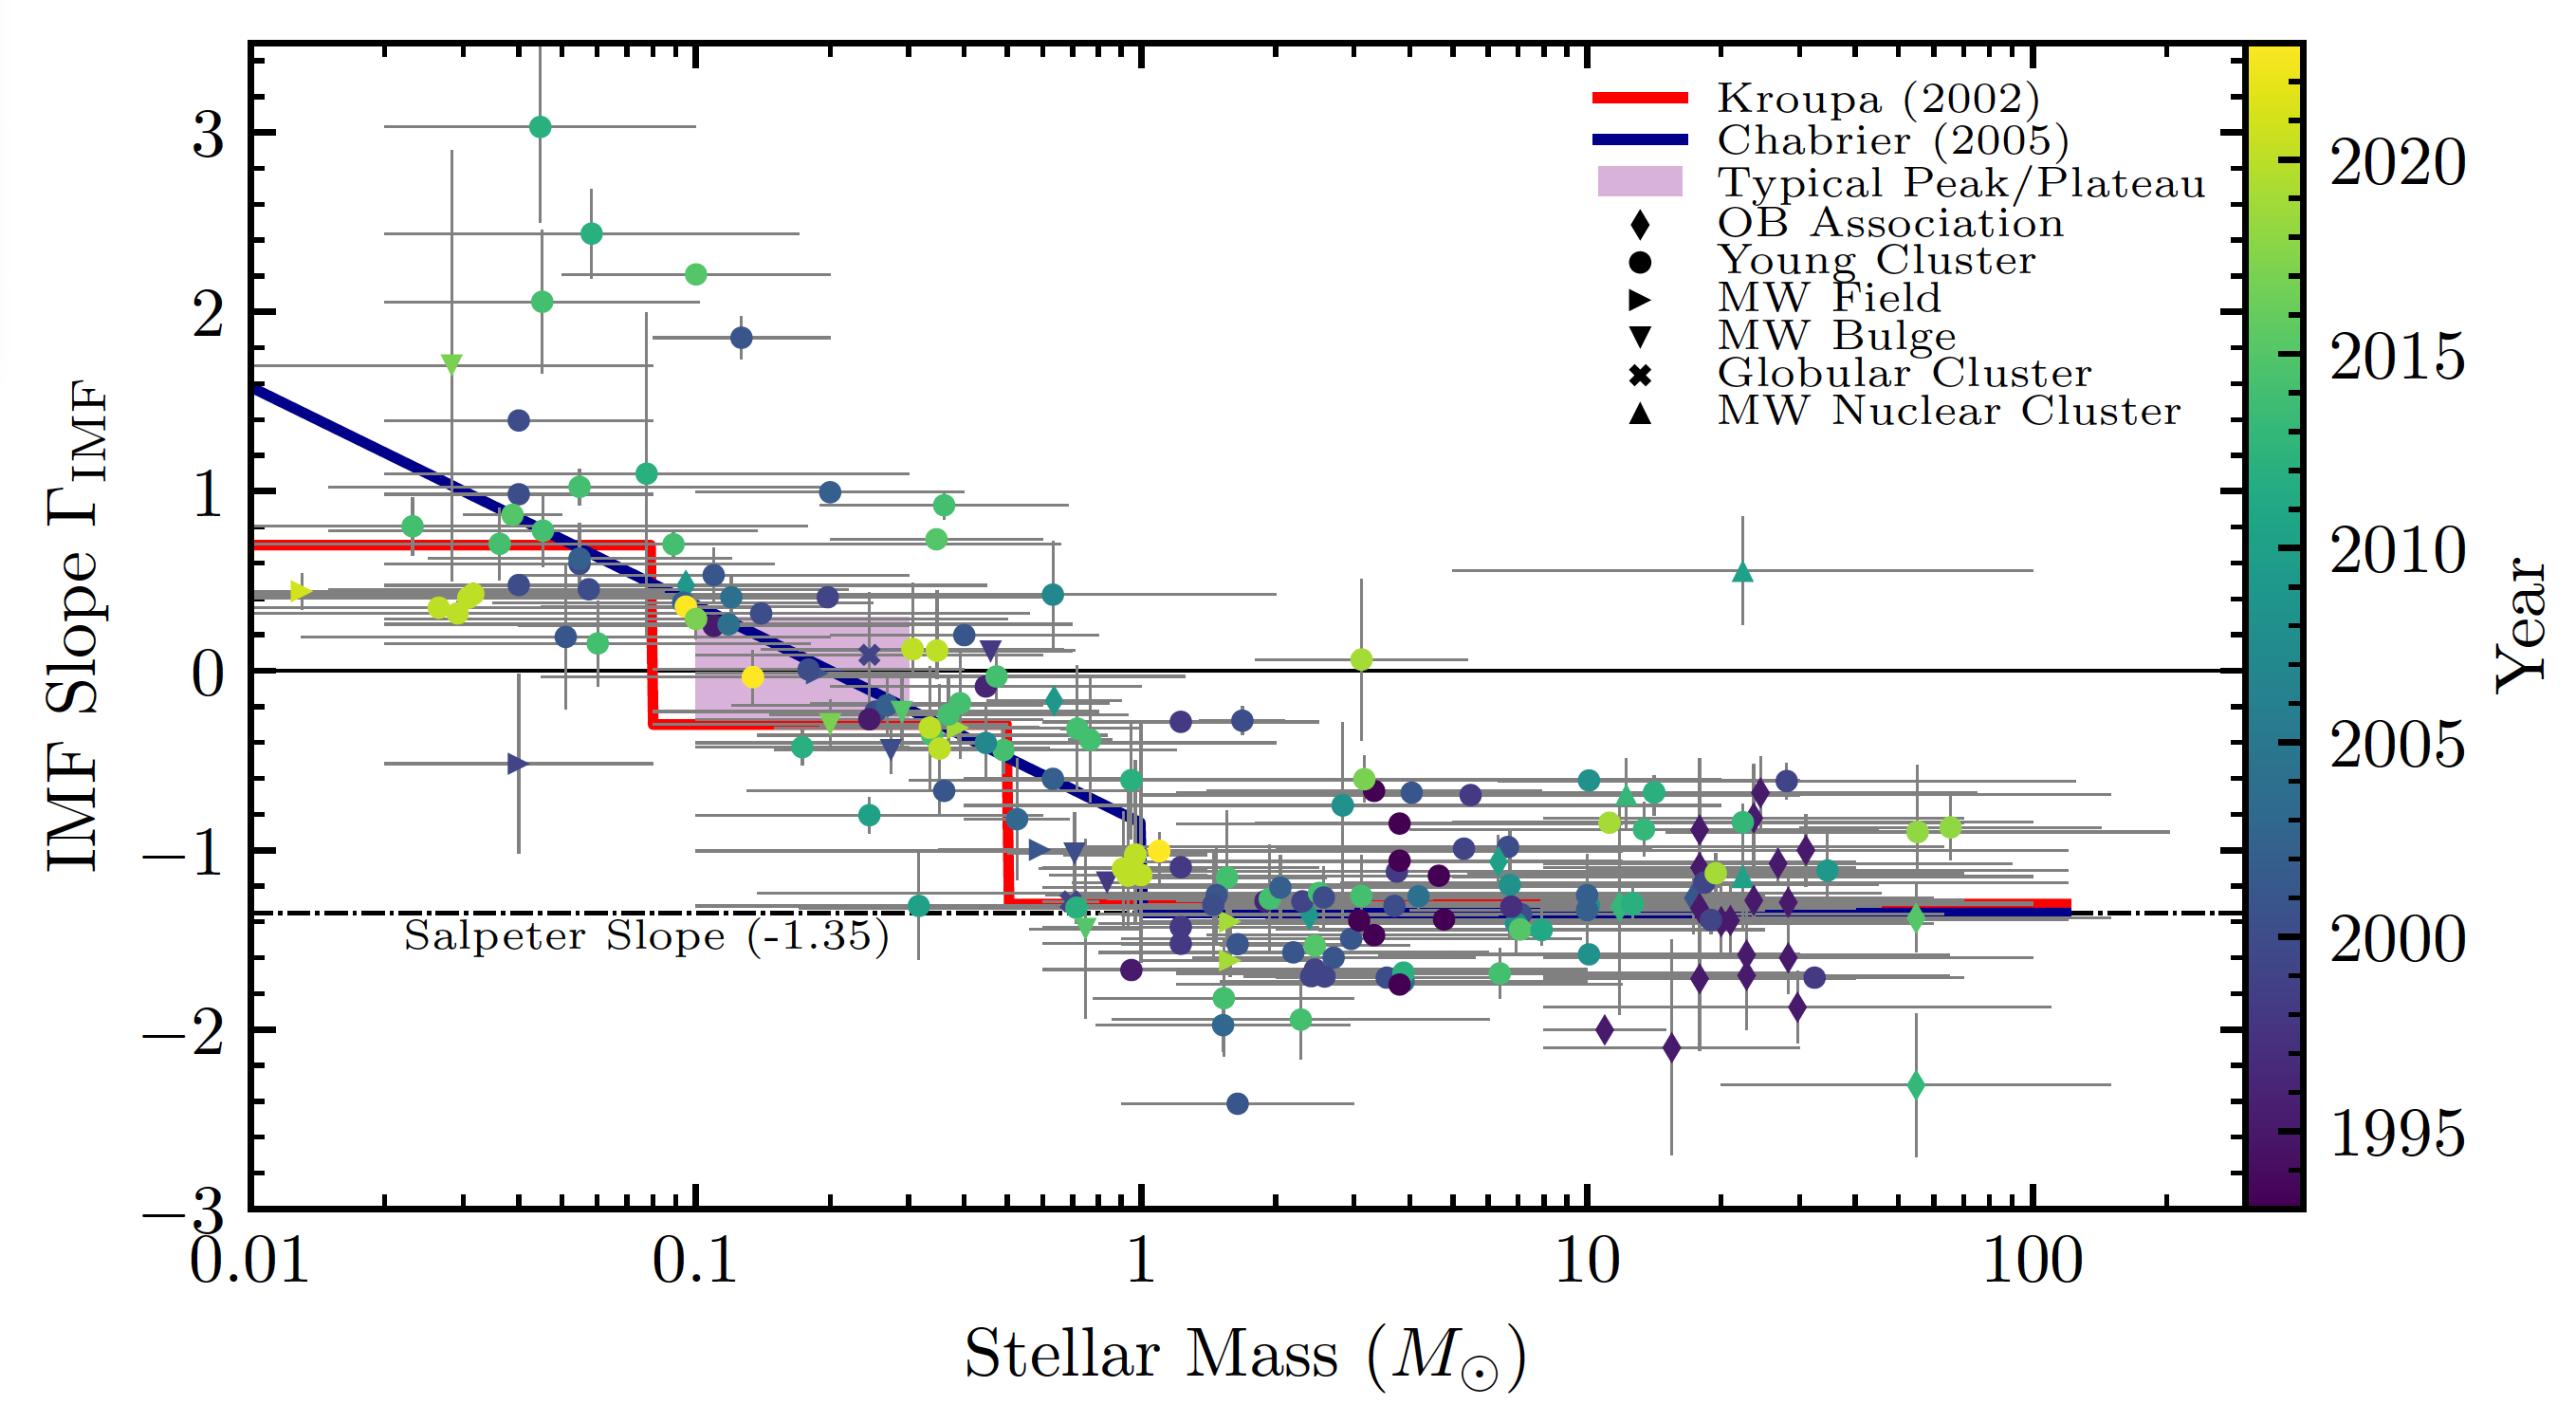 Kroupa (2002)
Chabrier (2005)
Typical Peak/Plateau
OB Association
Young Cluster
MW Field
MW Bulge
Globular Cluster
MW Nuclear Cluster
3
2
1
0
−1
−2
−3
IMF Slope Γ_IMF
Salpeter Slope (-1.35)
0.01 0.1 1 10 100
Stellar Mass (M_⊙)
2020
2015
2010
2005
2000
1995
Year